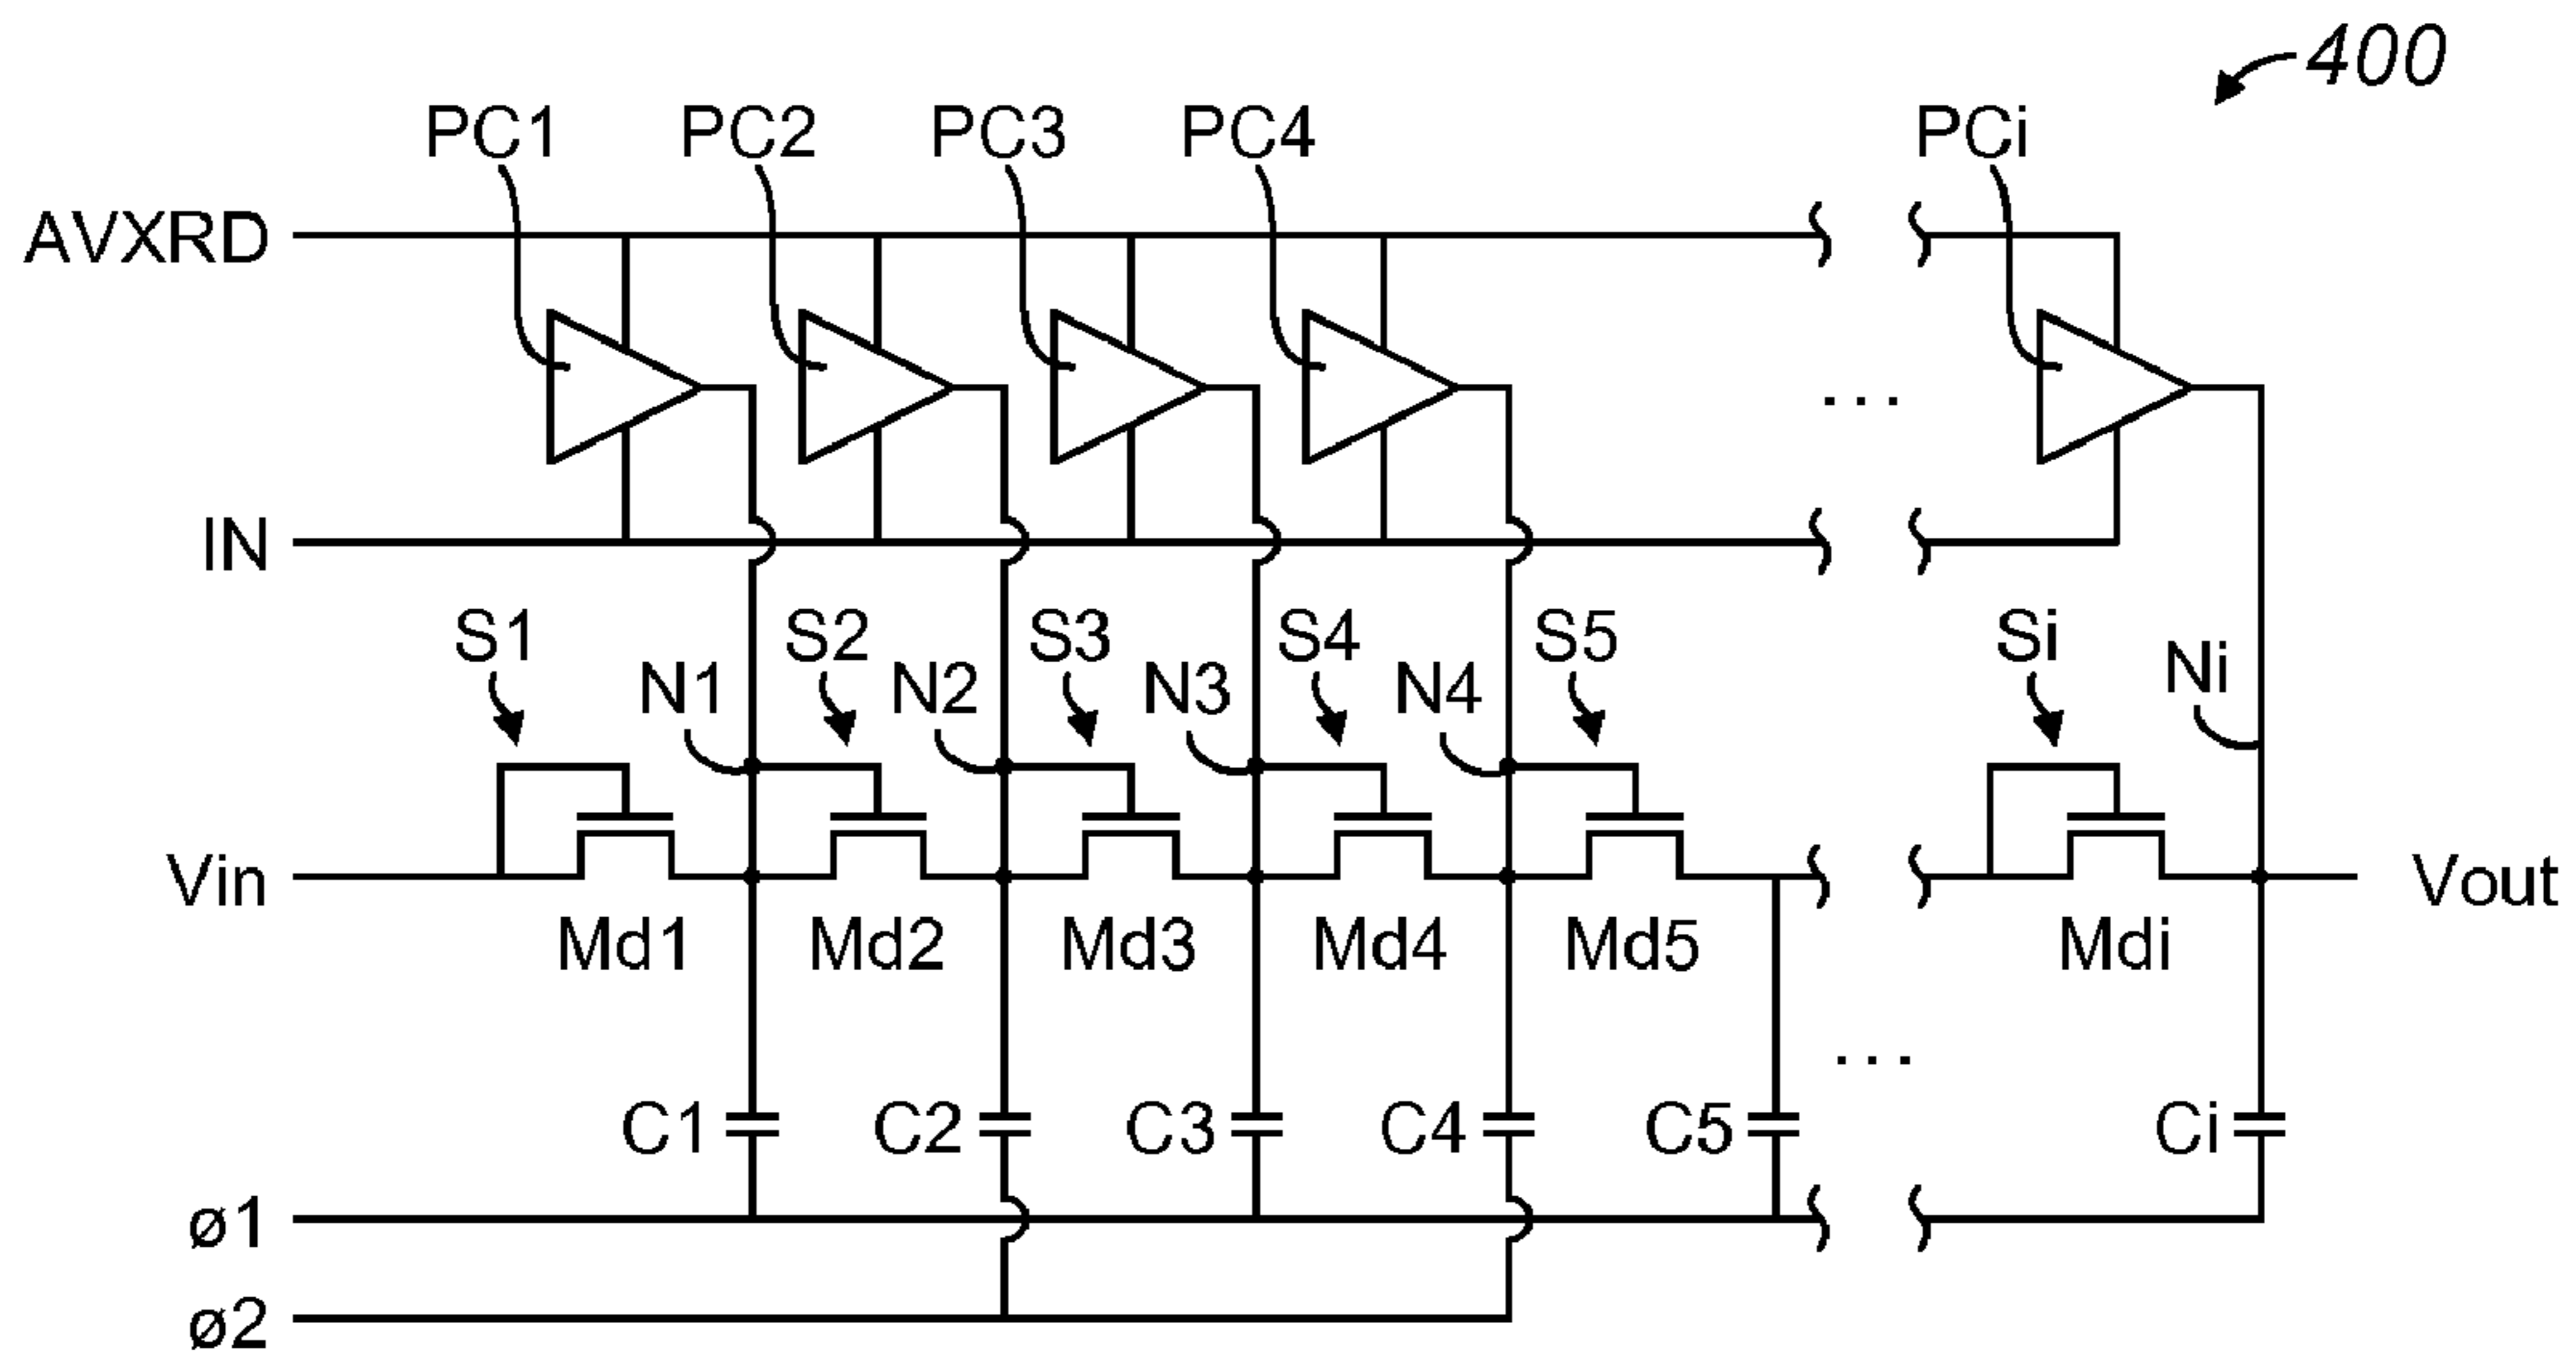 400
PC1 PC2 PC3 PC4 PCi
AVXRD
...
IN
S1 S2 S3 S4 S5 Si
N1 N2 N3 N4 Ni
Vin Vout
Md1 Md2 Md3 Md4 Md5 Mdi
...
C1 C2 C3 C4 C5 Ci
ø1
ø2